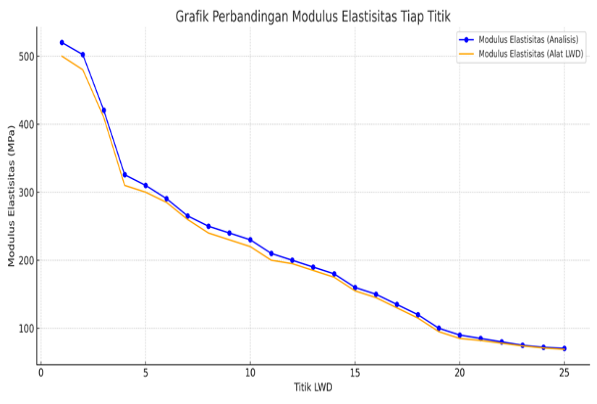 Grafik Perbandingan Modulus Elastisitas Tiap Titik
Modulus Elastisitas (Analisis)
Modulus Elastisitas (Alat LWD)
Modulus Elastisitas (MPa)
500
400
300
200
100
0 5 10 15 20 25
Titik LWD